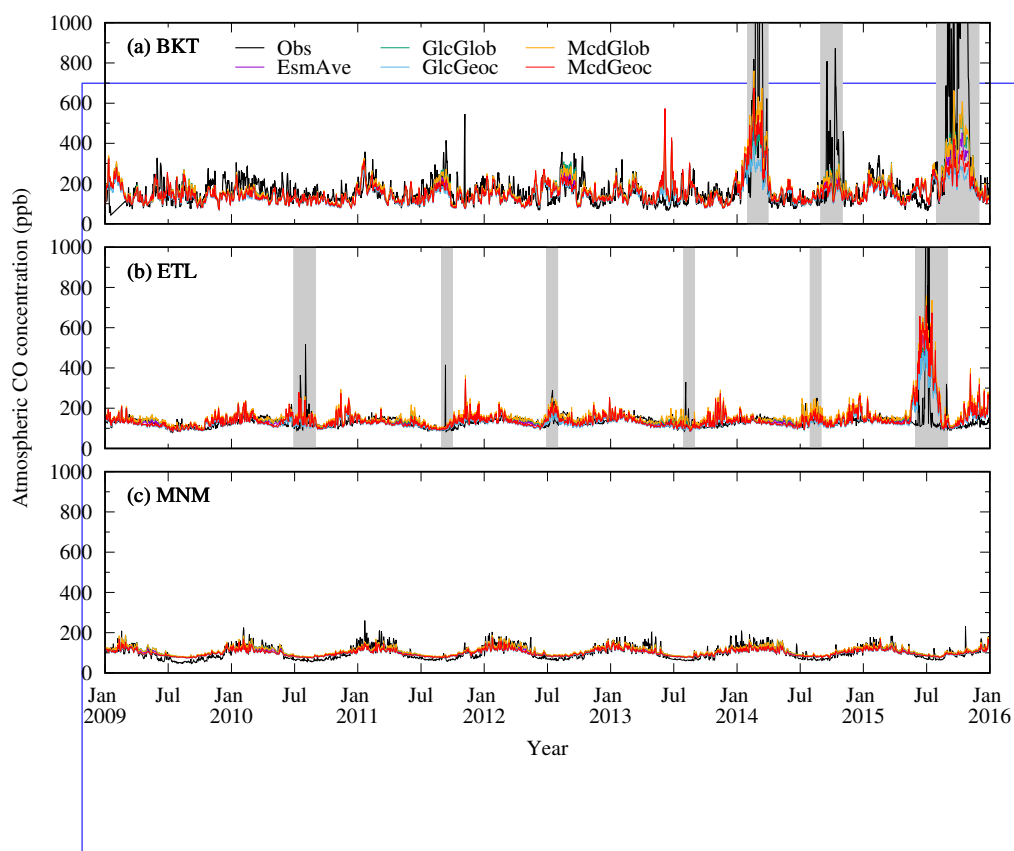 Atmospheric CO concentration (ppb)
(a) BKT
Obs GlcGlob McdGlob
EsmAve GlcGeoc McdGeoc
1000
800
600
400
200
0
(b) ETL
1000
800
600
400
200
0
(c) MNM
1000
800
600
400
200
0
Jan Jul Jan Jul Jan Jul Jan Jul Jan Jul Jan Jul Jan Jul Jan
2009 2010 2011 2012 2013 2014 2015 2016
Year